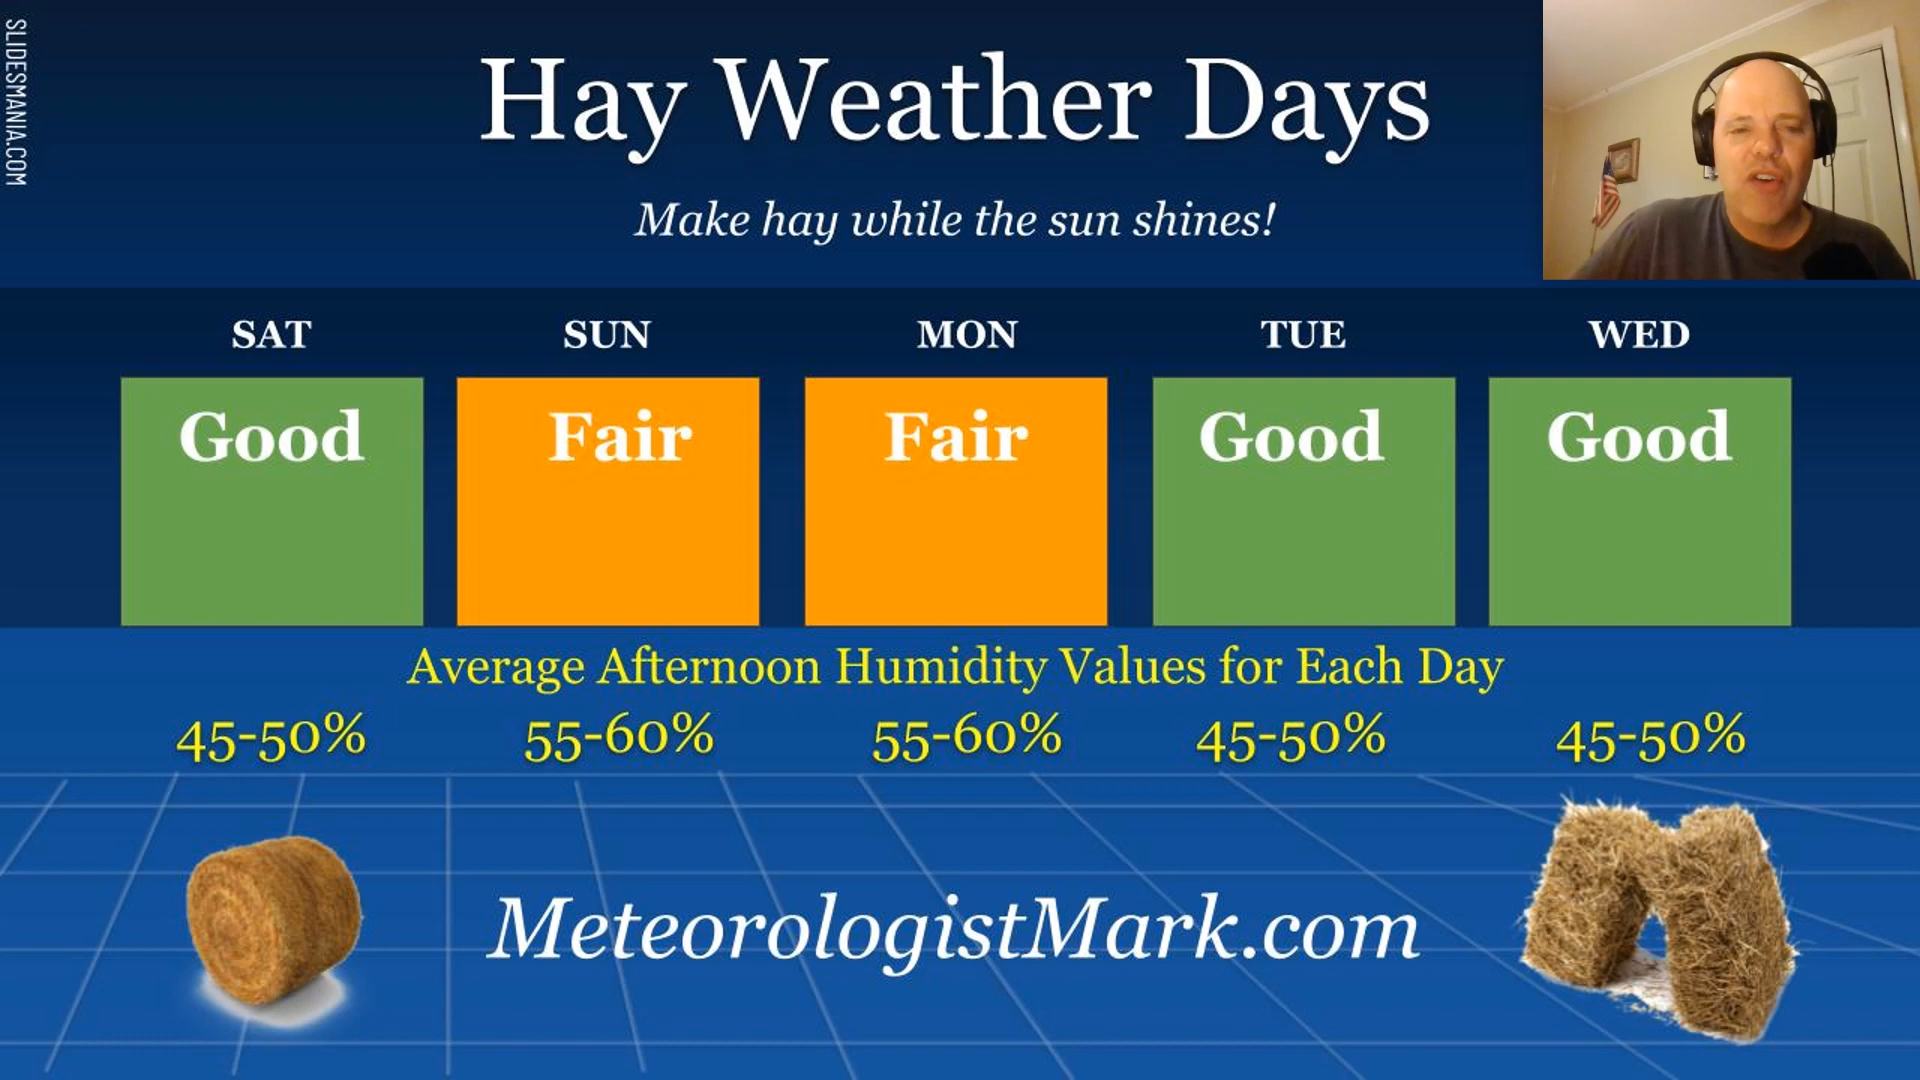 SLIDESMANIA.COM
Hay Weather Days
Make hay while the sun shines!
SAT SUN MON TUE WED
Good Fair Fair Good Good
Average Afternoon Humidity Values for Each Day
45-50% 55-60% 55-60% 45-50% 45-50%
MeteorologistMark.com